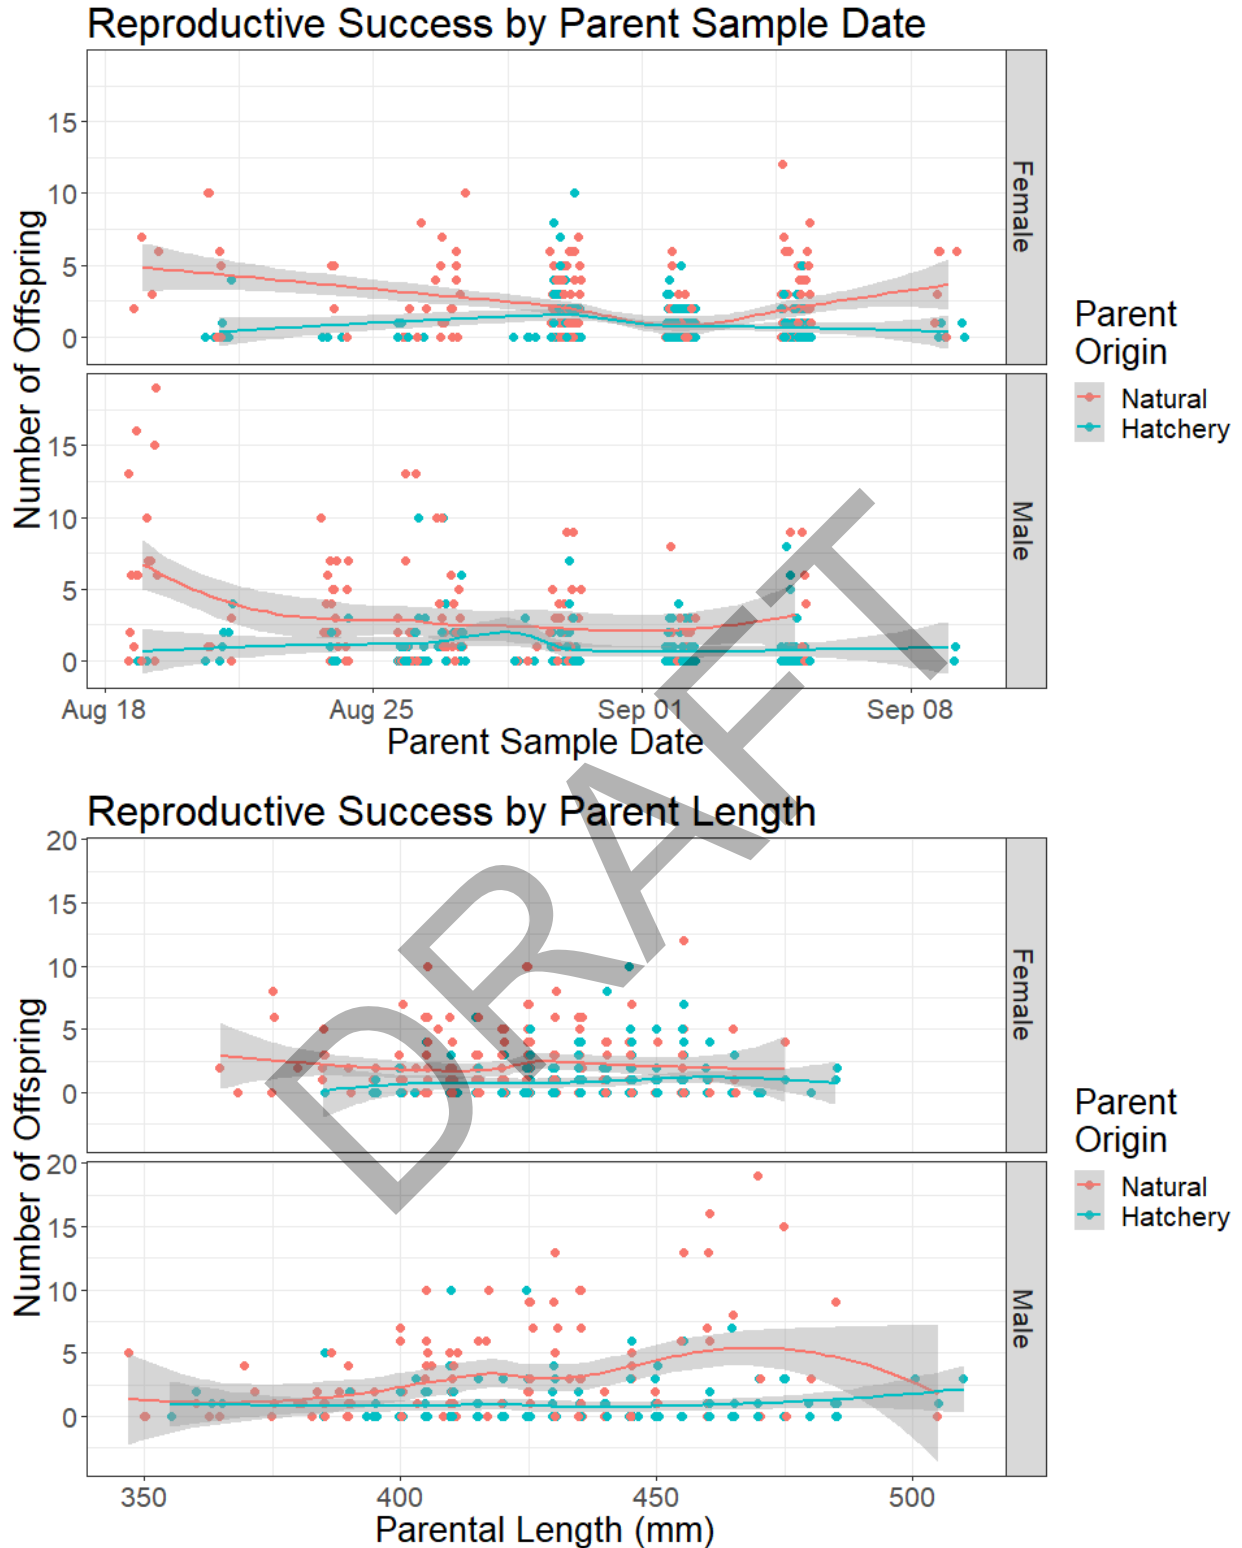 Reproductive Success by Parent Sample Date
15
10
5
0
Female
15
10
5
0
Male
Number of Offspring
Aug 18 Aug 25 Sep 01 Sep 08
Parent Sample Date
Parent
Origin
Natural
Hatchery
DRAFT
Reproductive Success by Parent Length
20
15
10
5
0
Female
20
15
10
5
0
Male
Number of Offspring
350 400 450 500
Parental Length (mm)
Parent
Origin
Natural
Hatchery